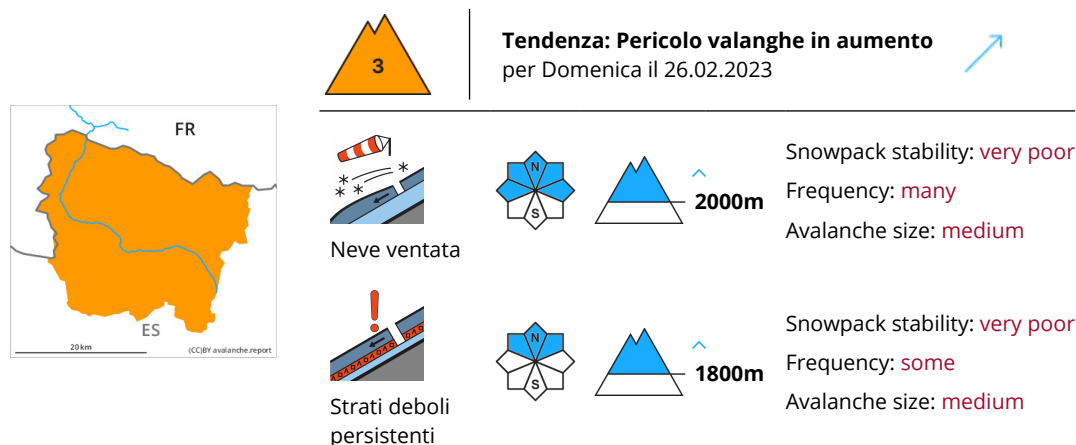 3
Tendenza: Pericolo valanghe in aumento
per Domenica il 26.02.2023
FR
ES
20 km
(CC)BY avalanche.report
N
S
2000m
Snowpack stability: very poor
Frequency: many
Avalanche size: medium
Neve ventata
N
S
1800m
Snowpack stability: very poor
Frequency: some
Avalanche size: medium
Strati deboli
persistenti